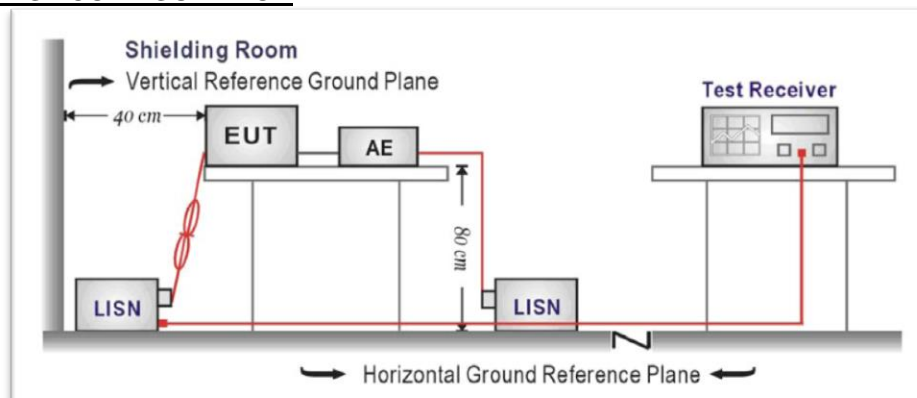 Shielding Room
Vertical Reference Ground Plane
40 cm
EUT
AE
Test Receiver
80 cm
LISN
LISN
Horizontal Ground Reference Plane